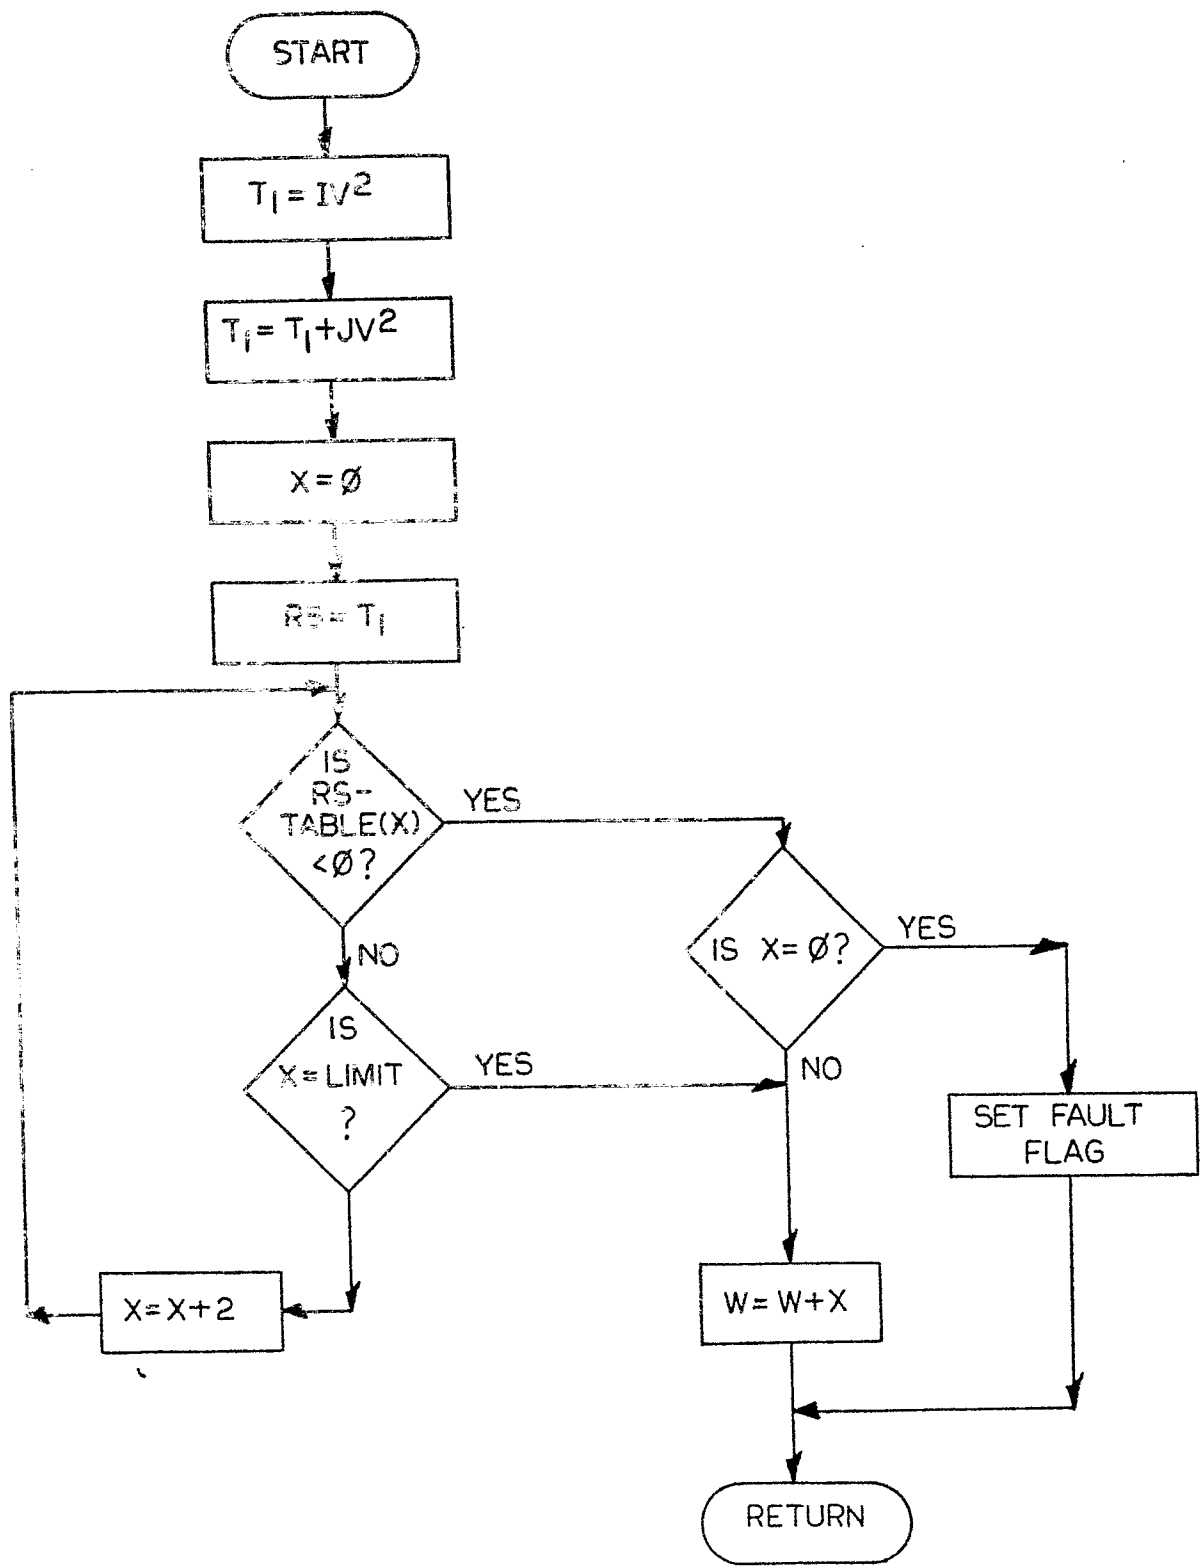 START
T₁ = IV²
T₁ = T₁+JV²
X = Ø
RS = T₁
IS
RS-
TABLE(X)
<Ø?
YES
NO
IS X = Ø?
YES
NO
IS
X = LIMIT
?
YES
SET FAULT
FLAG
X = X+2
W = W+X
RETURN